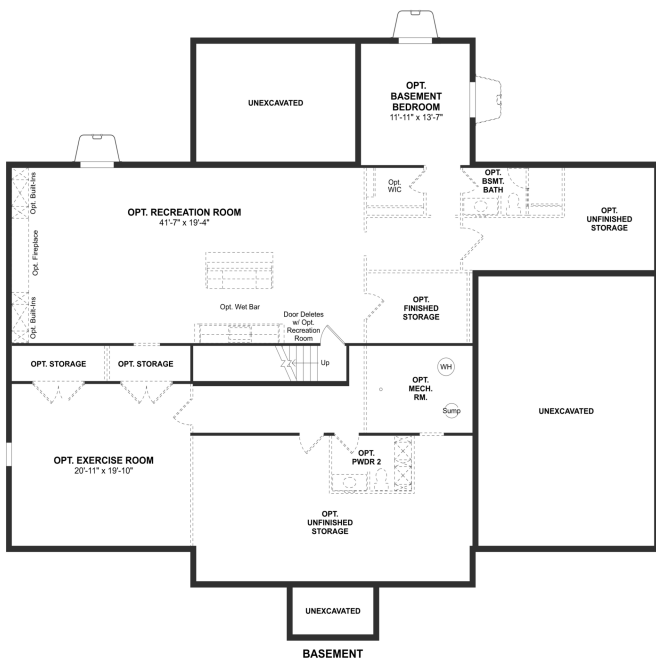 UNEXCAVATED
OPT.
BASEMENT
BEDROOM
11'-11" x 13'-7"
Opt. Built-Ins
OPT. RECREATION ROOM
41'-7" x 19'-4"
Opt.
WIC
OPT.
BSMT.
BATH
OPT.
UNFINISHED
STORAGE
Opt. Fireplace
Opt. Wet Bar
Door Deletes
w/ Opt.
Recreation
Room
OPT.
FINISHED
STORAGE
Opt. Built-Ins
OPT. STORAGE
OPT. STORAGE
Up
OPT.
MECH.
RM.
WH
Sump
UNEXCAVATED
OPT. EXERCISE ROOM
20'-11" x 19'-10"
OPT.
PWDR 2
OPT.
UNFINISHED
STORAGE
UNEXCAVATED
BASEMENT